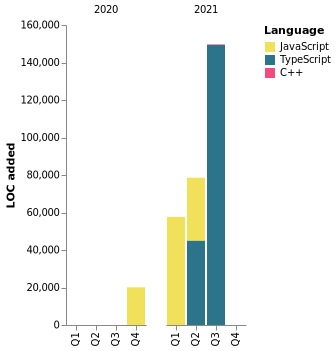 2020 2021
Language
JavaScript
TypeScript
C++
LOC added
160,000
140,000
120,000
100,000
80,000
60,000
40,000
20,000
0
Q1 Q2 Q3 Q4 Q1 Q2 Q3 Q4